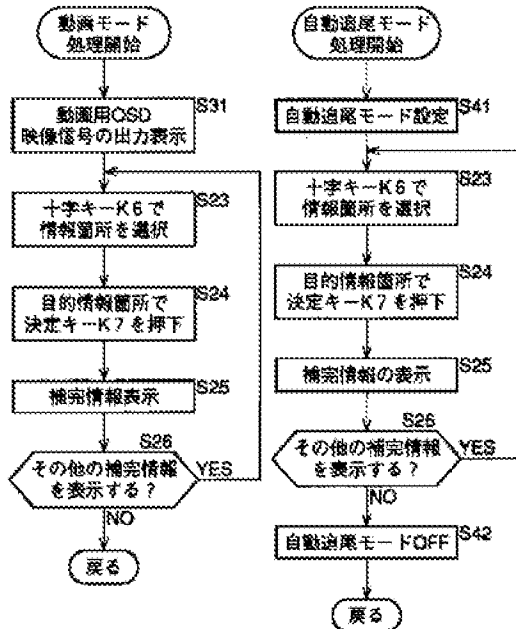 動画モード
処理開始
S31
動画用OSD
映像信号の出力表示
S23
十字キーK6で
情報箇所を選択
S24
目的情報箇所で
決定キーK7を押下
S25
補完情報表示
S26
その他の補完情報
を表示する？
YES
NO
戻る
自動追尾モード
処理開始
S41
自動追尾モード設定
S23
十字キーK6で
情報箇所を選択
S24
目的情報箇所で
決定キーK7を押下
S25
補完情報の表示
S26
その他の補完情報
を表示する？
YES
NO
S42
自動追尾モードOFF
戻る